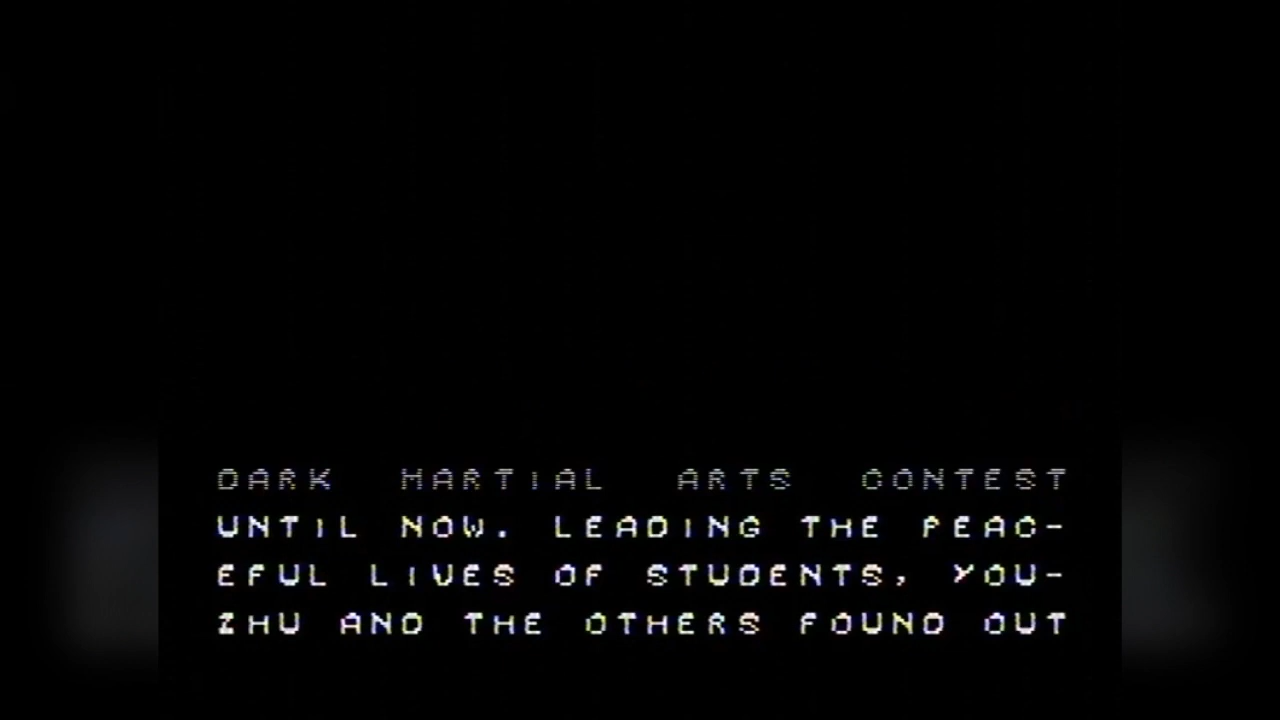 DARK MARTIAL ARTS CONTEST
UNTIL NOW. LEADING THE PEAC-
EFUL LIVES OF STUDENTS, YOU-
ZHU AND THE OTHERS FOUND OUT